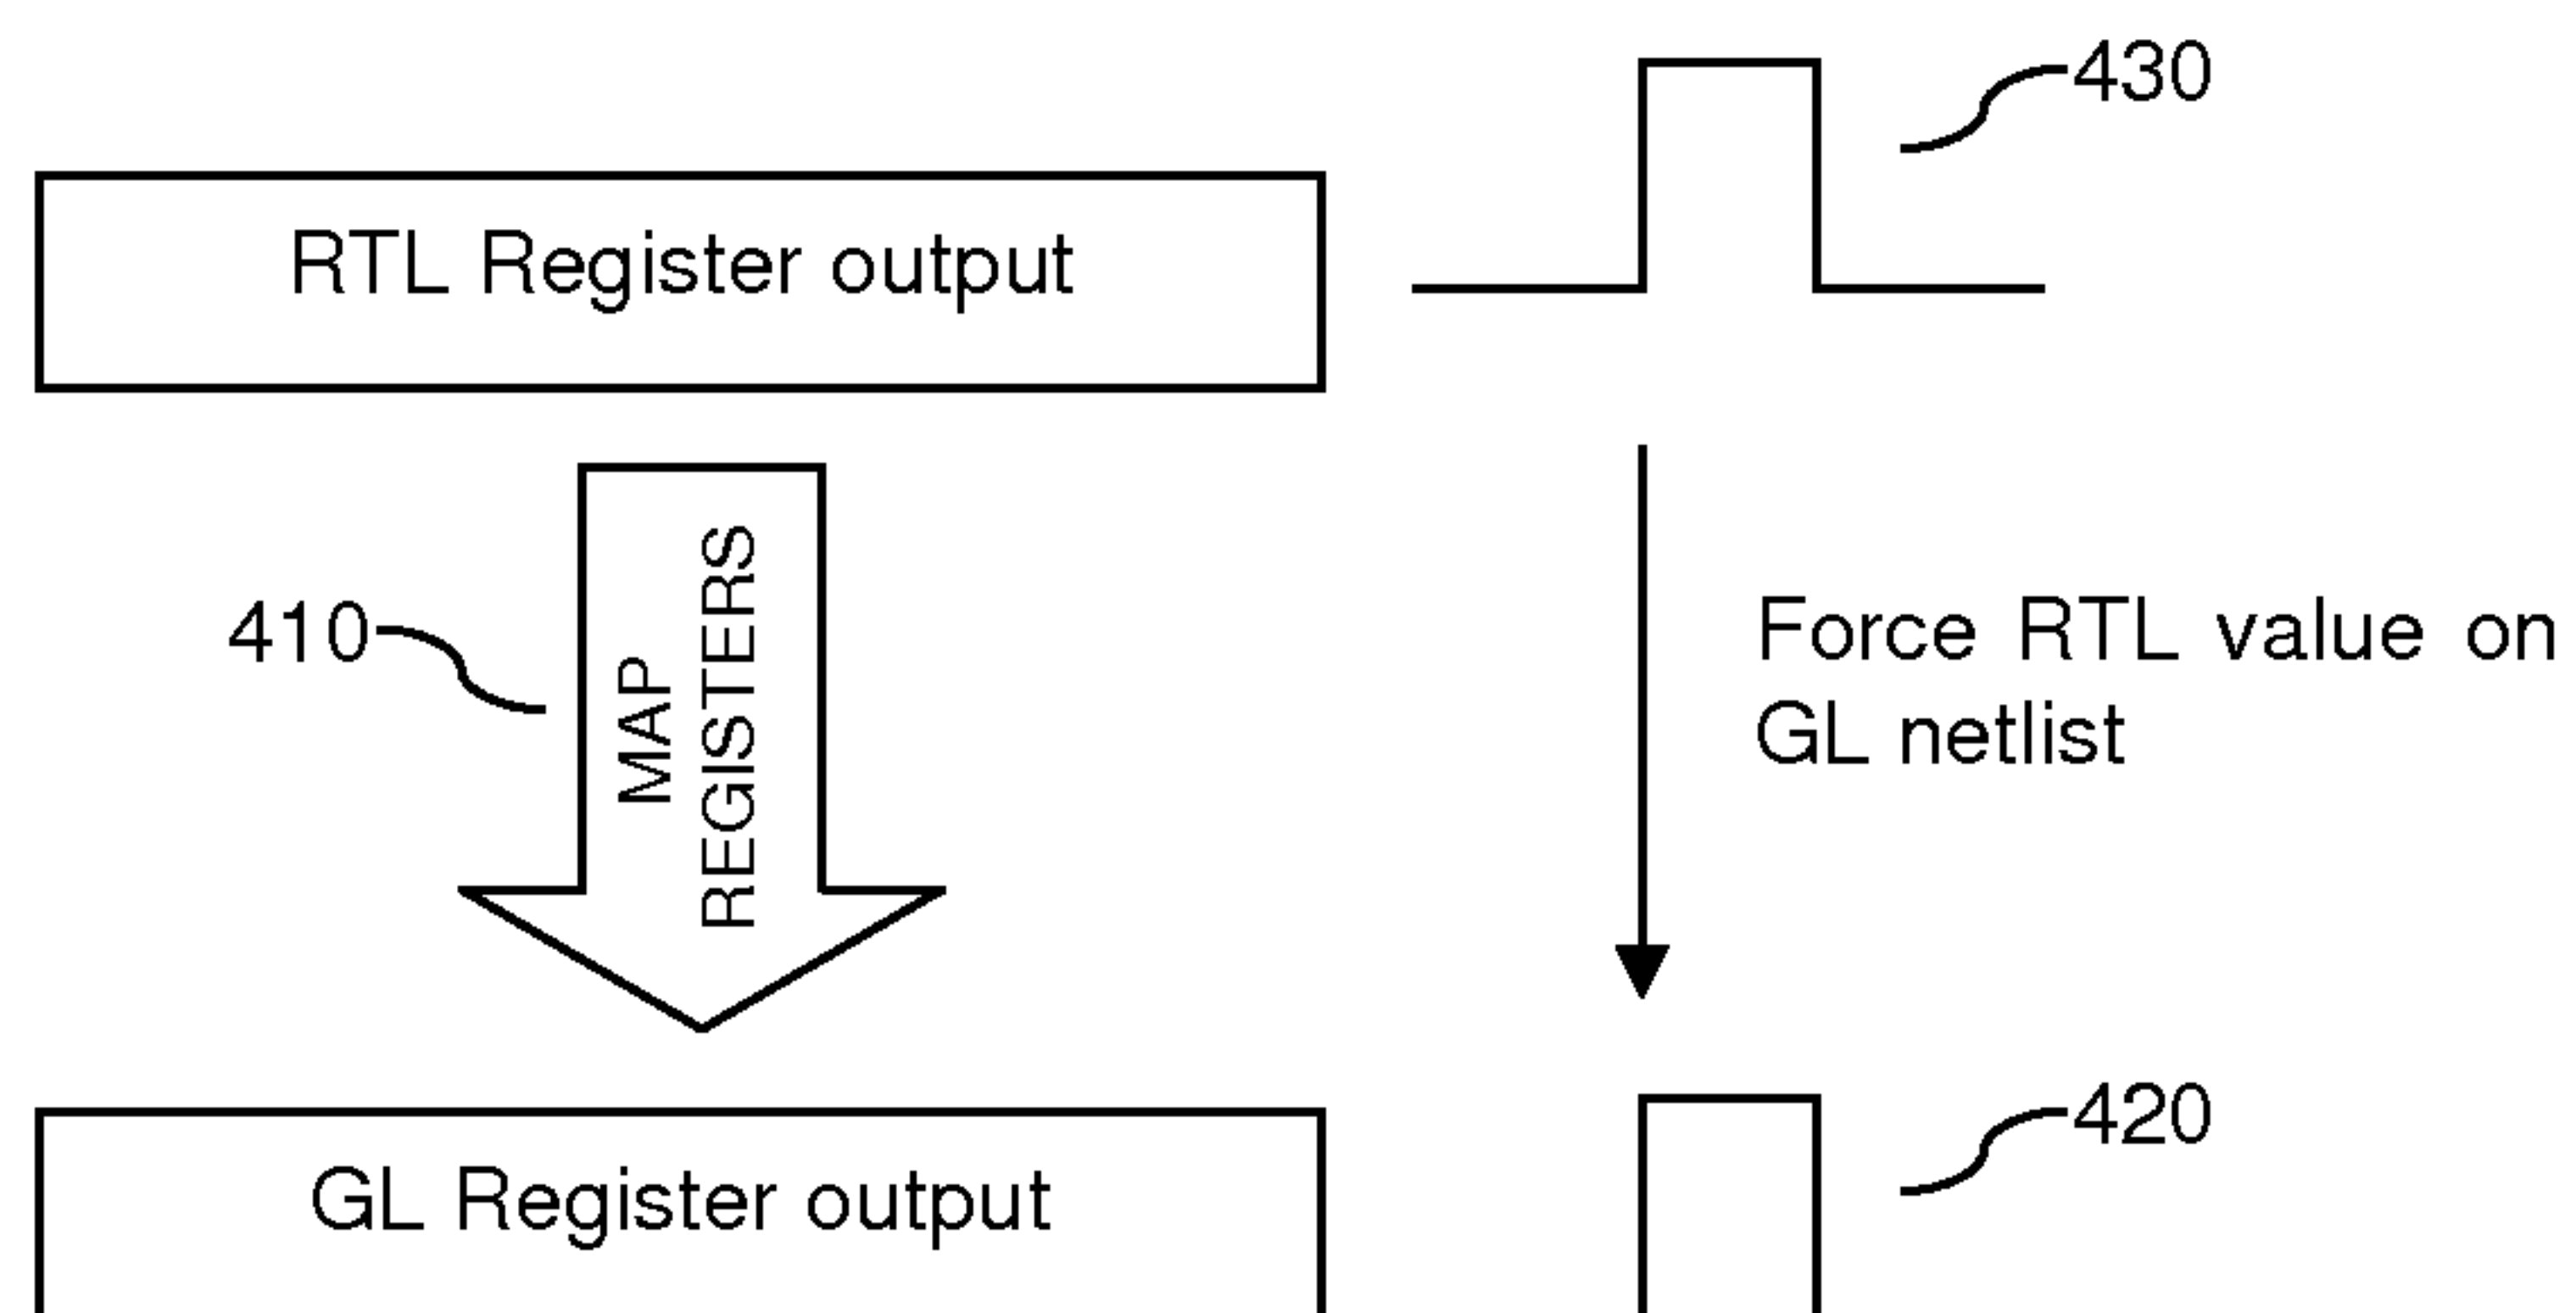 430
RTL Register output
410
MAP
REGISTERS
Force RTL value on
GL netlist
420
GL Register output